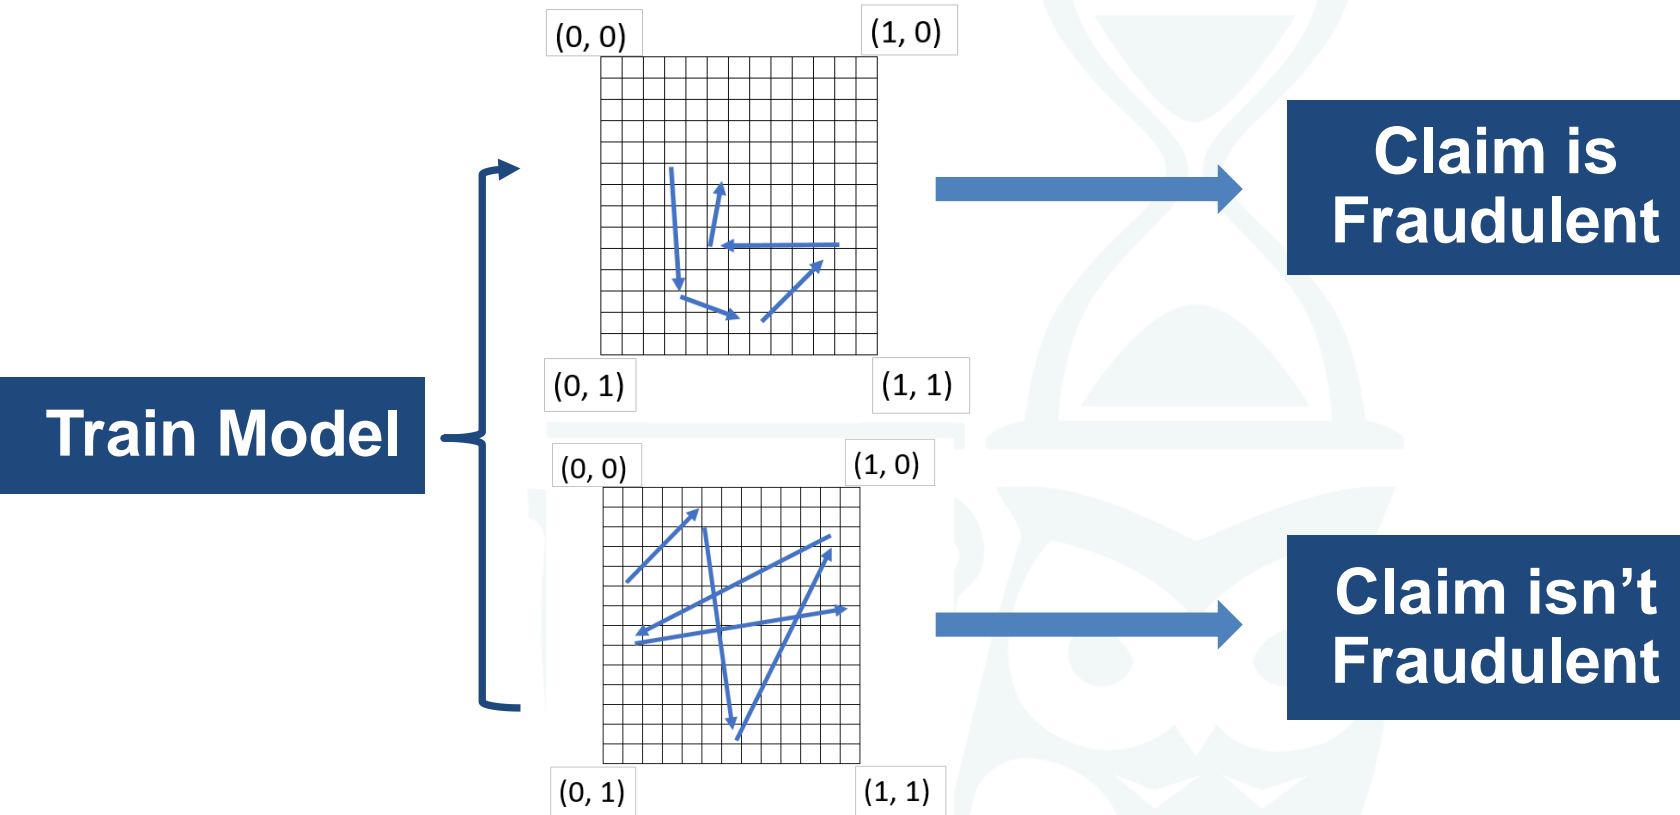 (0, 0)
(1, 0)
Claim is
Fraudulent
(0, 1)
(1, 1)
Train Model
(0, 0)
(1, 0)
Claim isn’t
Fraudulent
(0, 1)
(1, 1)